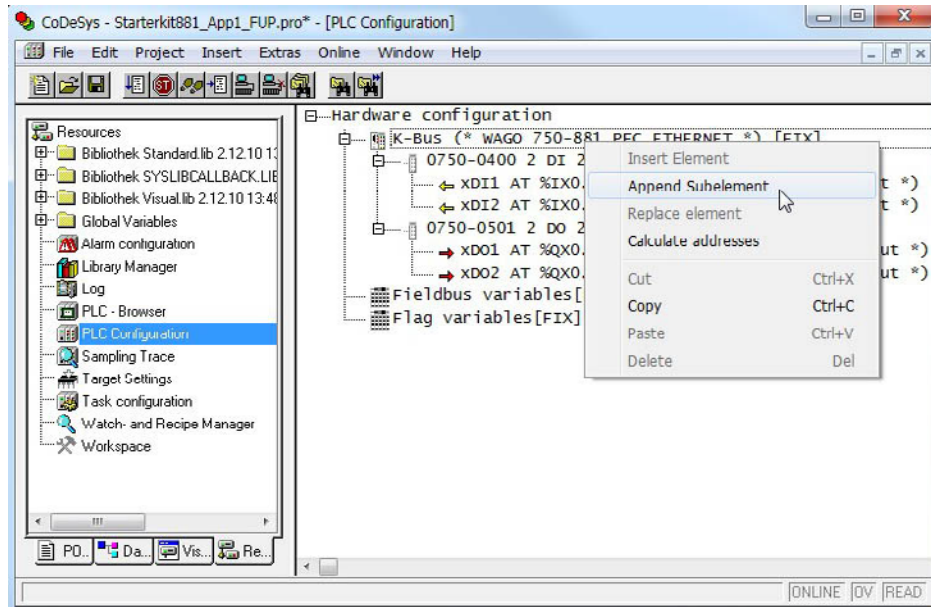 CoDeSys - Starterkit881_App1_FUP.pro* - [PLC Configuration]
File Edit Project Insert Extras Online Window Help
Resources
Bibliothek Standard.lib 2.12.10 1
Bibliothek SYSLIBCALLBACK.LIB
Bibliothek Visual.lib 2.12.10 13:48
Global Variables
Alarm configuration
Library Manager
Log
PLC - Browser
PLC Configuration
Sampling Trace
Target Settings
Task configuration
Watch- and Recipe Manager
Workspace
PO... Da... Vis... Re...
Hardware configuration
K-Bus (* WAGO 750-881 PFC ETHERNET *) [FIX]
0750-0400 2 DI 2
xDI1 AT %IX0. t *)
xDI2 AT %IX0. t *)
0750-0501 2 DO 2
xDO1 AT %QX0. ut *)
xDO2 AT %QX0. ut *)
Fieldbus variables[
Flag variables[FIX]
Insert Element
Append Subelement
Replace element
Calculate addresses
Cut Ctrl+X
Copy Ctrl+C
Paste Ctrl+V
Delete Del
ONLINE OV READ